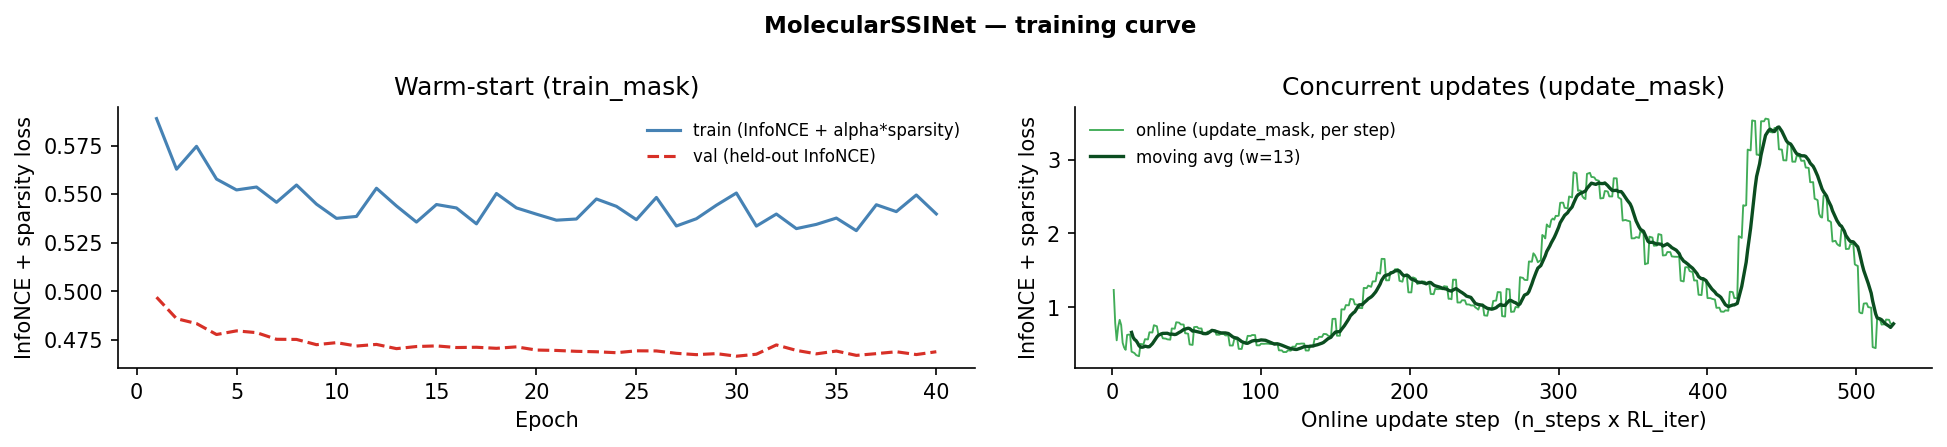 MolecularSSINet — training curve
Warm-start (train_mask)
InfoNCE + sparsity loss
0.575
0.550
0.525
0.500
0.475
train (InfoNCE + alpha*sparsity)
val (held-out InfoNCE)
0 5 10 15 20 25 30 35 40
Epoch
Concurrent updates (update_mask)
InfoNCE + sparsity loss
3
2
1
online (update_mask, per step)
moving avg (w=13)
0 100 200 300 400 500
Online update step (n_steps x RL_iter)